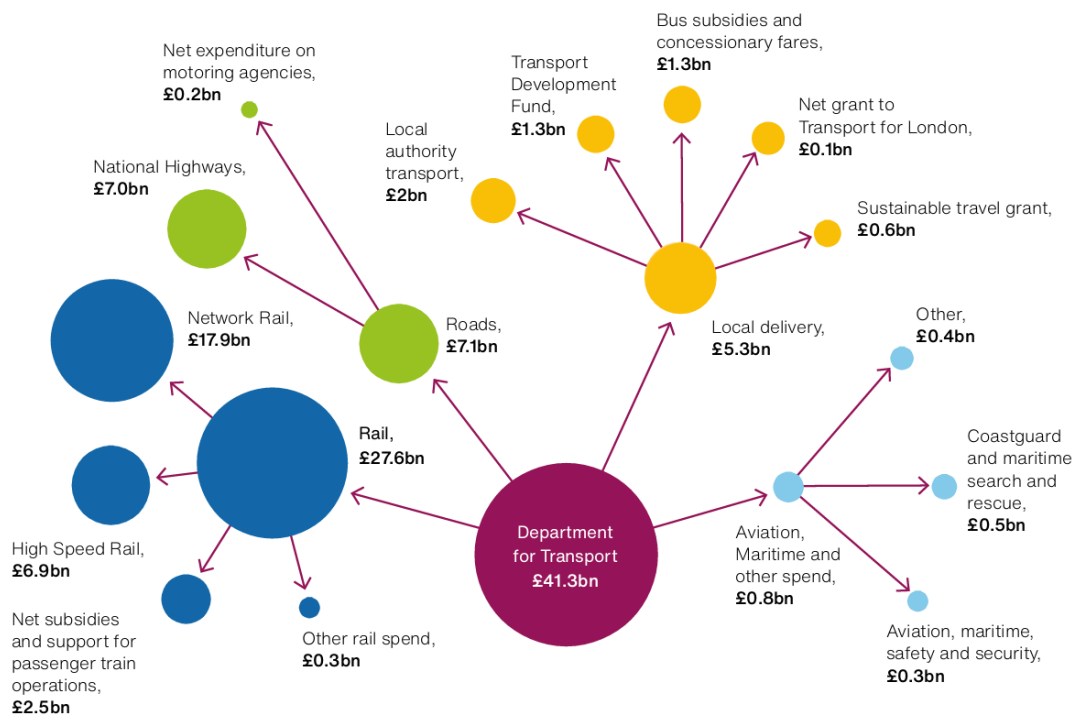 Net expenditure on
motoring agencies,
£0.2bn
National Highways,
£7.0bn
Network Rail,
£17.9bn
Roads,
£7.1bn
Rail,
£27.6bn
High Speed Rail,
£6.9bn
Net subsidies
and support for
passenger train
operations,
£2.5bn
Other rail spend,
£0.3bn
Department
for Transport
£41.3bn
Local
authority
transport,
£2bn
Transport
Development
Fund,
£1.3bn
Bus subsidies and
concessionary fares,
£1.3bn
Net grant to
Transport for London,
£0.1bn
Sustainable travel grant,
£0.6bn
Local delivery,
£5.3bn
Other,
£0.4bn
Coastguard
and maritime
search and
rescue,
£0.5bn
Aviation,
Maritime and
other spend,
£0.8bn
Aviation, maritime,
safety and security,
£0.3bn